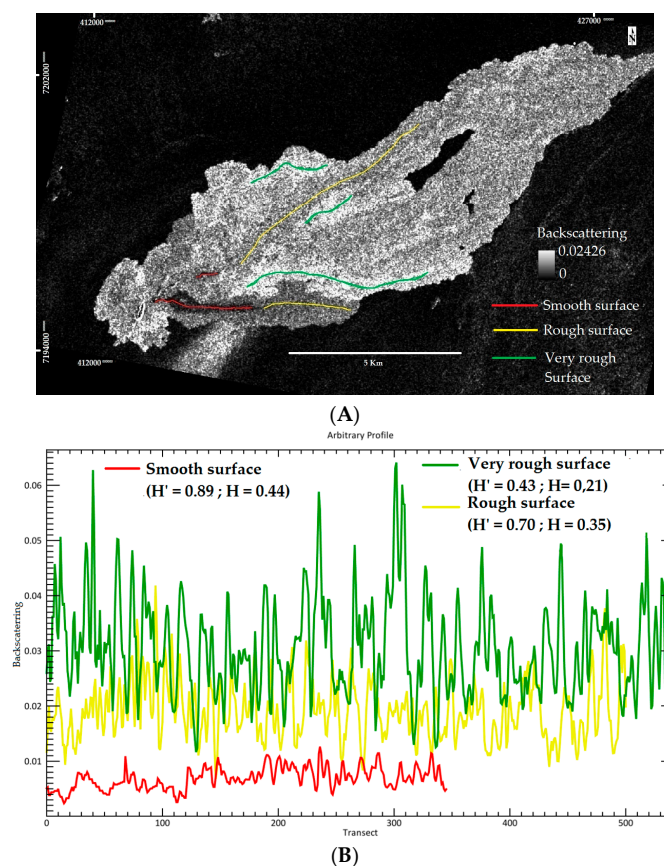 412000
427000
N
7202000
Backscattering
0.02426
0
Smooth surface
Rough surface
Very rough
Surface
7194000
412000
5 Km
(A)
Arbitrary Profile
Smooth surface
(H' = 0.89 ; H = 0.44)
Very rough surface
(H' = 0.43 ; H= 0,21)
Rough surface
(H' = 0.70 ; H = 0.35)
0.06
0.05
0.04
0.03
0.02
0.01
Backscaterring
0 100 200 300 400 500
Transect
(B)